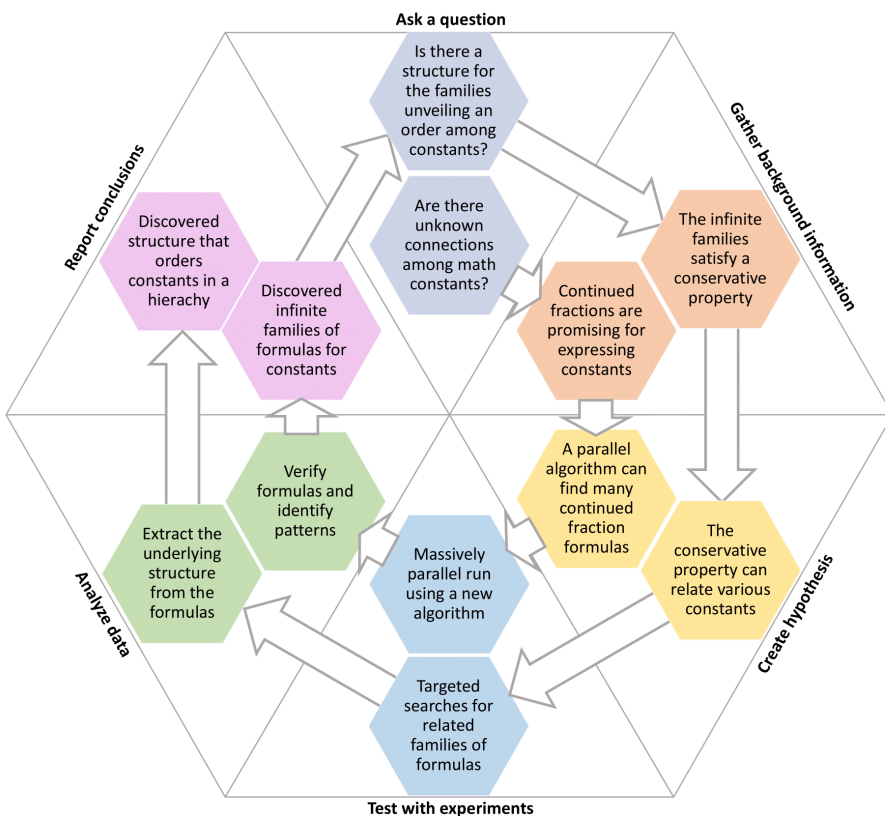 Ask a question
Is there a
structure for
the families
unveiling an
order among
constants?
Are there
unknown
connections
among math
constants?
Gather background information
The infinite
families
satisfy a
conservative
property
Continued
fractions are
promising for
expressing
constants
Create hypothesis
A parallel
algorithm can
find many
continued
fraction
formulas
The
conservative
property can
relate various
constants
Test with experiments
Massively
parallel run
using a new
algorithm
Targeted
searches for
related
families of
formulas
Analyze data
Verify
formulas and
identify
patterns
Extract the
underlying
structure
from the
formulas
Report conclusions
Discovered
infinite
families of
formulas for
constants
Discovered
structure that
orders
constants in a
hierachy